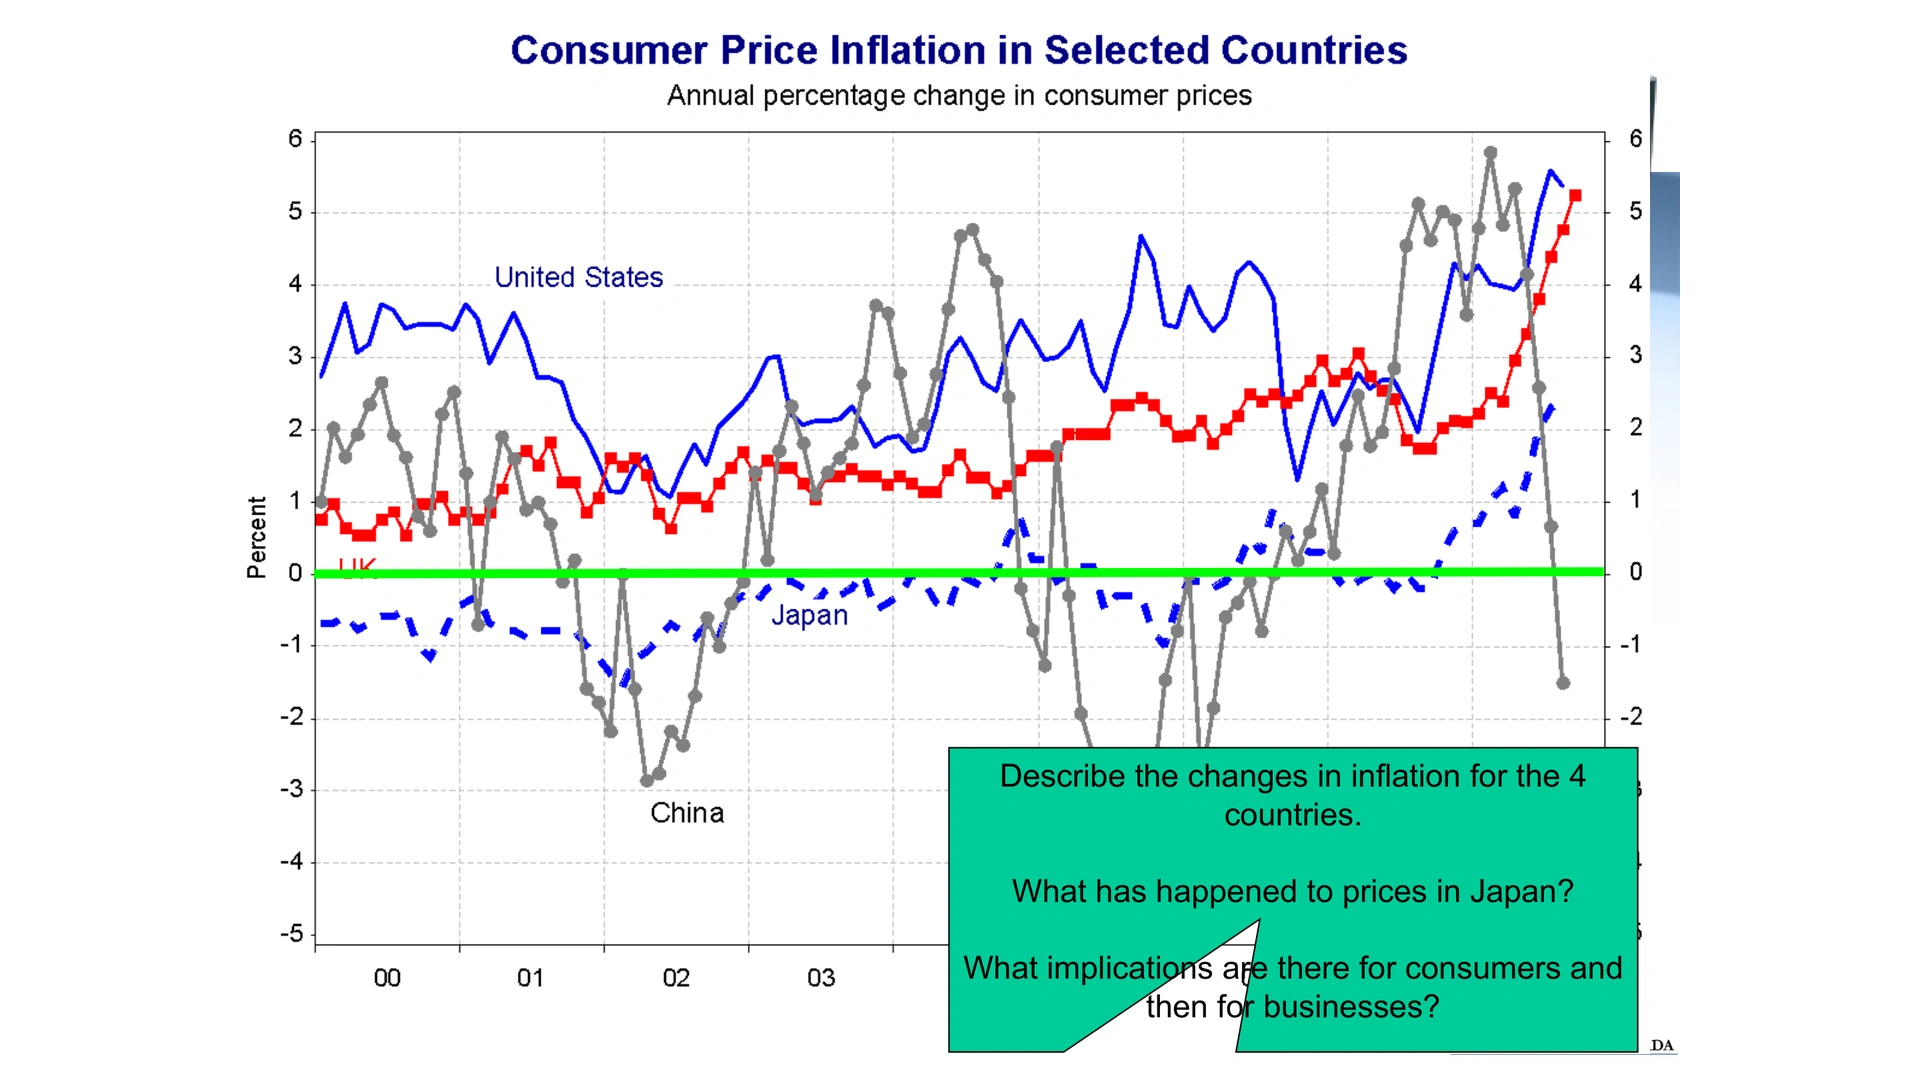 Consumer Price Inflation in Selected Countries
Annual percentage change in consumer prices
6
5
4
3
2
1
0
-1
-2
-3
-4
-5
Percent
6
5
4
3
2
1
0
-1
-2
United States
UK
Japan
China
00
01
02
03
Describe the changes in inflation for the 4
countries.
What has happened to prices in Japan?
What implications are there for consumers and
then for businesses?
DA